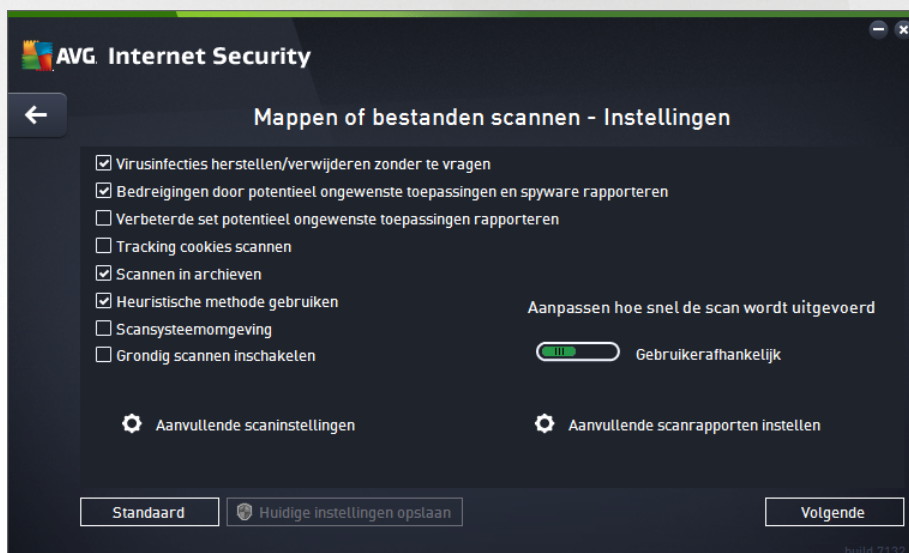 AVG Internet Security
Mappen of bestanden scannen - Instellingen
Virusinfecties herstellen/verwijderen zonder te vragen
Bedreigingen door potentieel ongewenste toepassingen en spyware rapporteren
Verbeterde set potentieel ongewenste toepassingen rapporteren
Tracking cookies scannen
Scannen in archieven
Heuristische methode gebruiken
Scansysteemomgeving
Grondig scannen inschakelen
Aanpassen hoe snel de scan wordt uitgevoerd
Gebruikerafhankelijk
Aanvullende scaninstellingen
Aanvullende scanrapporten instellen
Standaard
Huidige instellingen opslaan
Volgende
build 7132